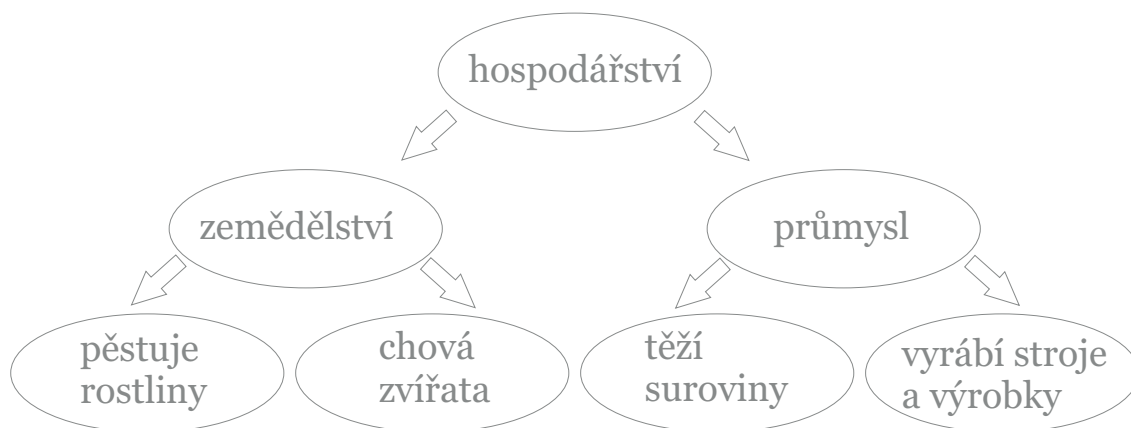 hospodářství
zemědělství
průmysl
pěstuje
rostliny
chová
zvířata
těží
suroviny
vyrábí stroje
a výrobky